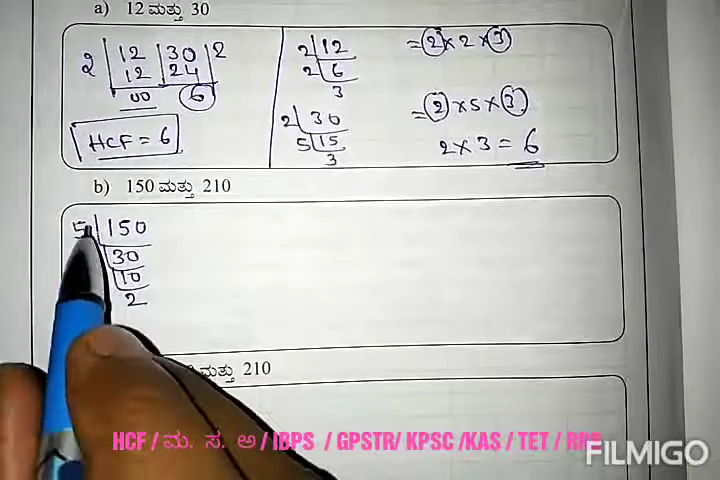 a) 12 ಮತ್ತು 30
2 | 12 | 30 | 2
12 | 24
00 6
HCF = 6
2 | 12
2 | 6
3
= 2 × 2 × 3
2 | 30
5 | 15
3
= 2 × 5 × 3
2 × 3 = 6
b) 150 ಮತ್ತು 210
5 | 150
30
10
2
ಮತ್ತು 210
HCF / ಮ. ಸ. ಅ / IBPS / GPSTR/ KPSC /KAS / TET / RRB
FILMIGO